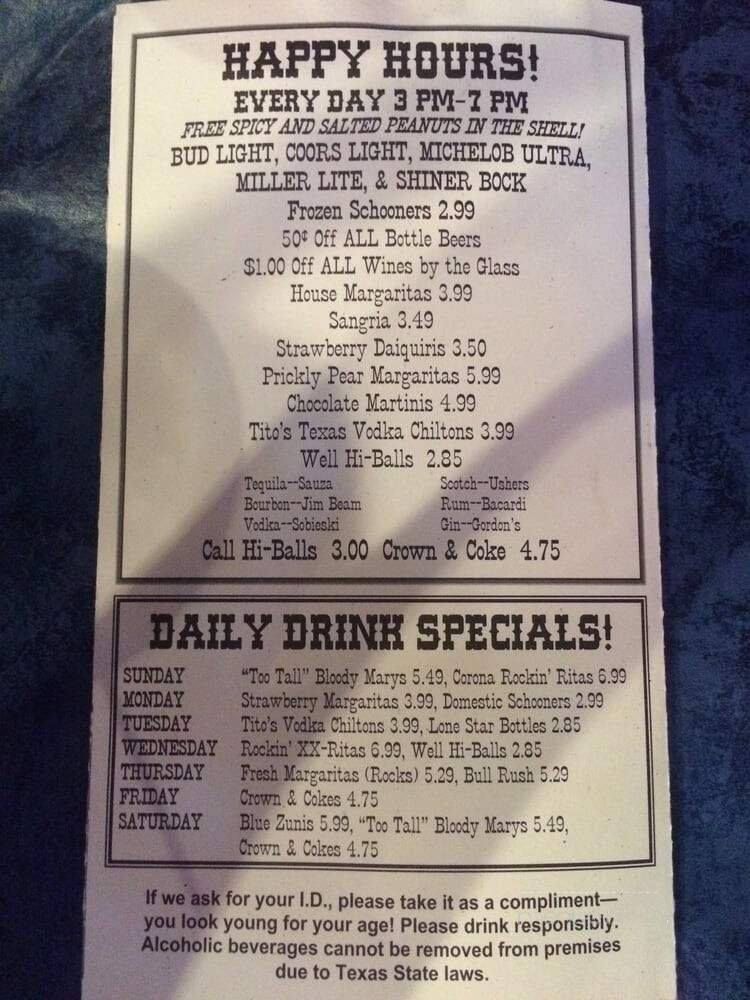 HAPPY HOURS!
EVERY DAY 3 PM-7 PM
FREE SPICY AND SALTED PEANUTS IN THE SHELL!
BUD LIGHT, COORS LIGHT, MICHELOB ULTRA,
MILLER LITE, & SHINER BOCK
Frozen Schooners 2.99
50¢ Off ALL Bottle Beers
$1.00 Off ALL Wines by the Glass
House Margaritas 3.99
Sangria 3.49
Strawberry Daiquiris 3.50
Prickly Pear Margaritas 5.99
Chocolate Martinis 4.99
Tito's Texas Vodka Chiltons 3.99
Well Hi-Balls 2.85
Tequila--Sauza Scotch--Ushers
Bourbon--Jim Beam Rum--Bacardi
Vodka--Sobieski Gin--Gordon's
Call Hi-Balls 3.00 Crown & Coke 4.75
DAILY DRINK SPECIALS!
SUNDAY "Too Tall" Bloody Marys 5.49, Corona Rockin' Ritas 6.99
MONDAY Strawberry Margaritas 3.99, Domestic Schooners 2.99
TUESDAY Tito's Vodka Chiltons 3.99, Lone Star Bottles 2.85
WEDNESDAY Rockin' XX-Ritas 6.99, Well Hi-Balls 2.85
THURSDAY Fresh Margaritas (Rocks) 5.29, Bull Rush 5.29
FRIDAY Crown & Cokes 4.75
SATURDAY Blue Zunis 5.99, "Too Tall" Bloody Marys 5.49,
Crown & Cokes 4.75
If we ask for your I.D., please take it as a compliment—
you look young for your age! Please drink responsibly.
Alcoholic beverages cannot be removed from premises
due to Texas State laws.